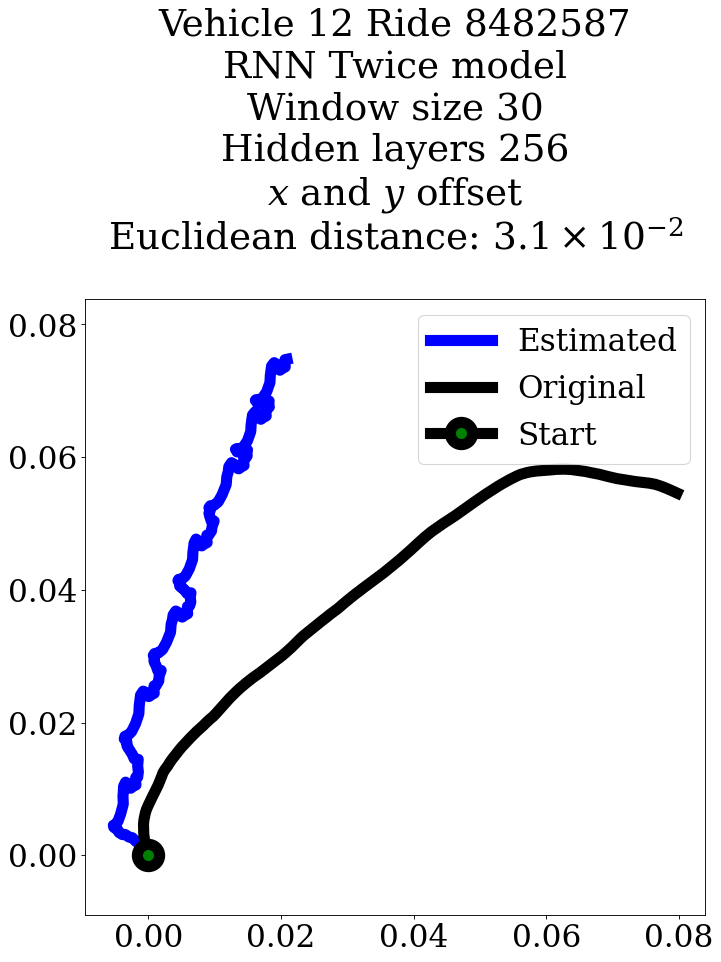 Vehicle 12 Ride 8482587
RNN Twice model
Window size 30
Hidden layers 256
x and y offset
Euclidean distance: 3.1 × 10⁻²
Estimated
Original
Start
0.08
0.06
0.04
0.02
0.00
0.00 0.02 0.04 0.06 0.08